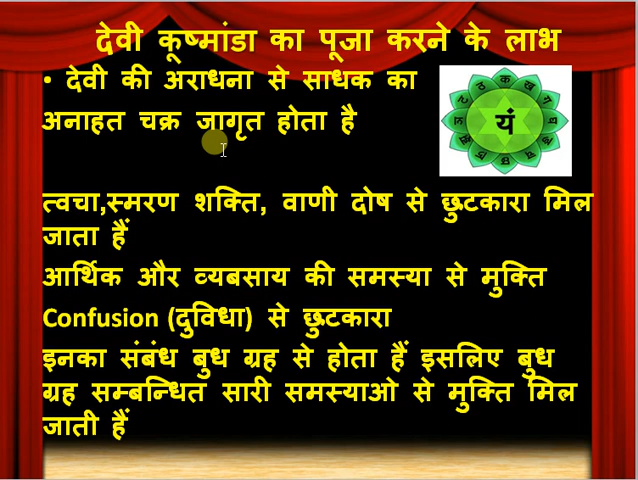 देवी कूष्मांडा का पूजा करने के लाभ
• देवी की अराधना से साधक का
अनाहत चक्र जागृत होता है
यं
त्वचा,स्मरण शक्ति, वाणी दोष से छुटकारा मिल
जाता हैं
आर्थिक और व्यबसाय की समस्या से मुक्ति
Confusion (दुविधा) से छुटकारा
इनका संबंध बुध ग्रह से होता हैं इसलिए बुध
ग्रह सम्बन्धित सारी समस्याओ से मुक्ति मिल
जाती हैं